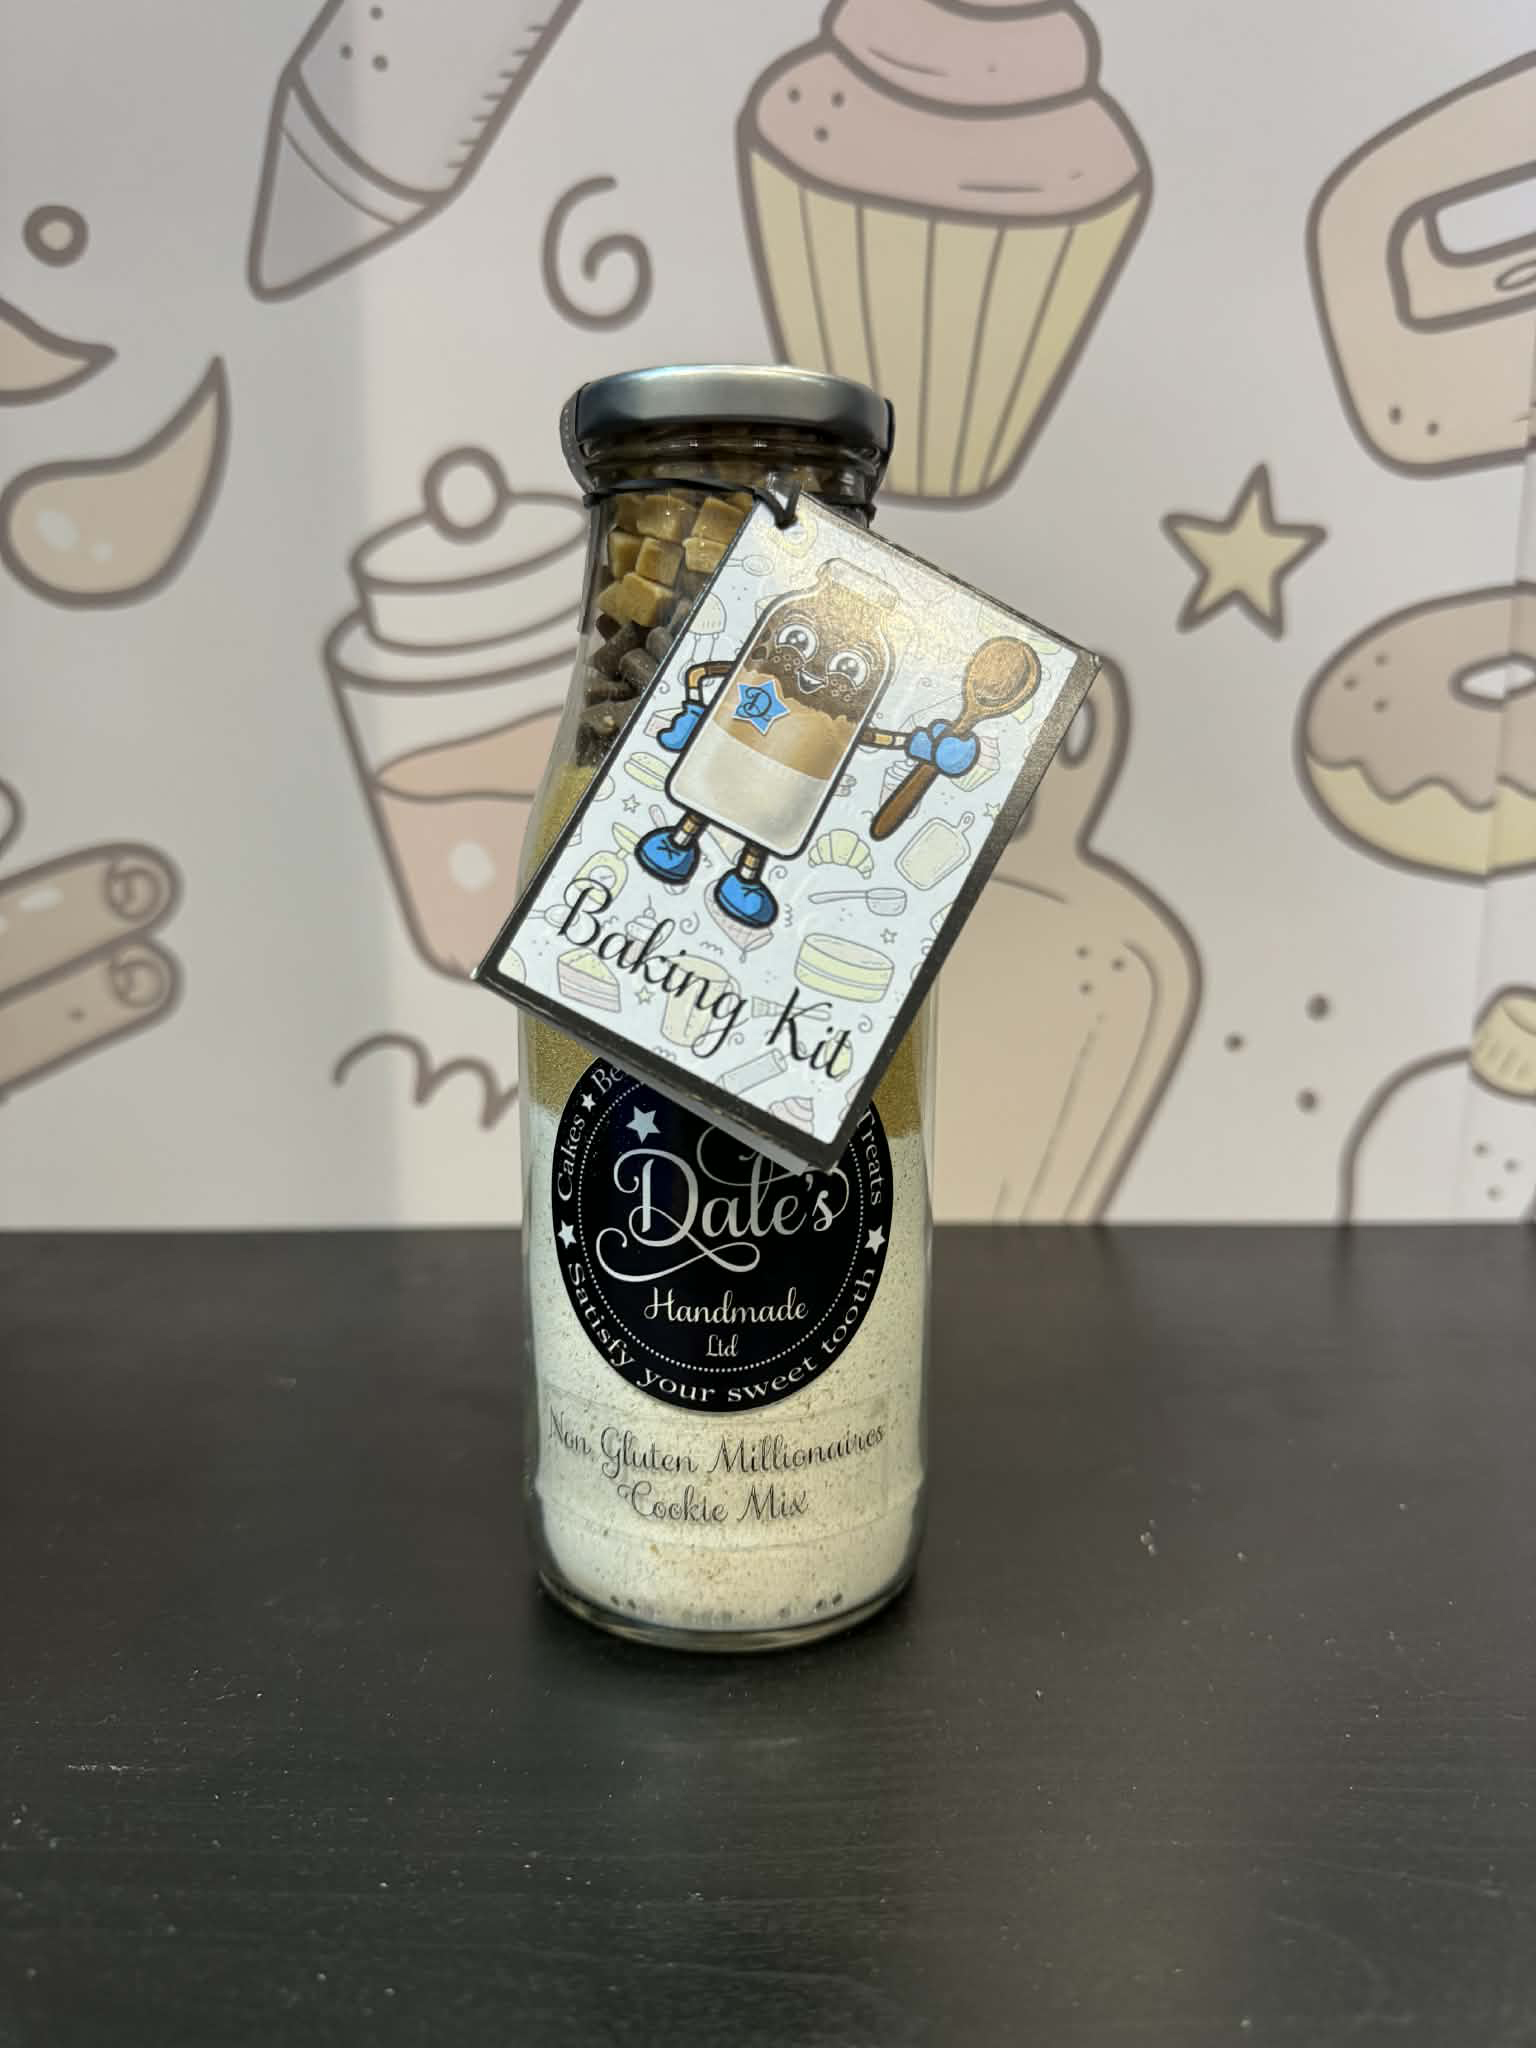 D
Baking Kit
Cakes
Treats
Dale's
Handmade
Ltd
Satisfy your sweet tooth
Non Gluten Millionaires
Cookie Mix